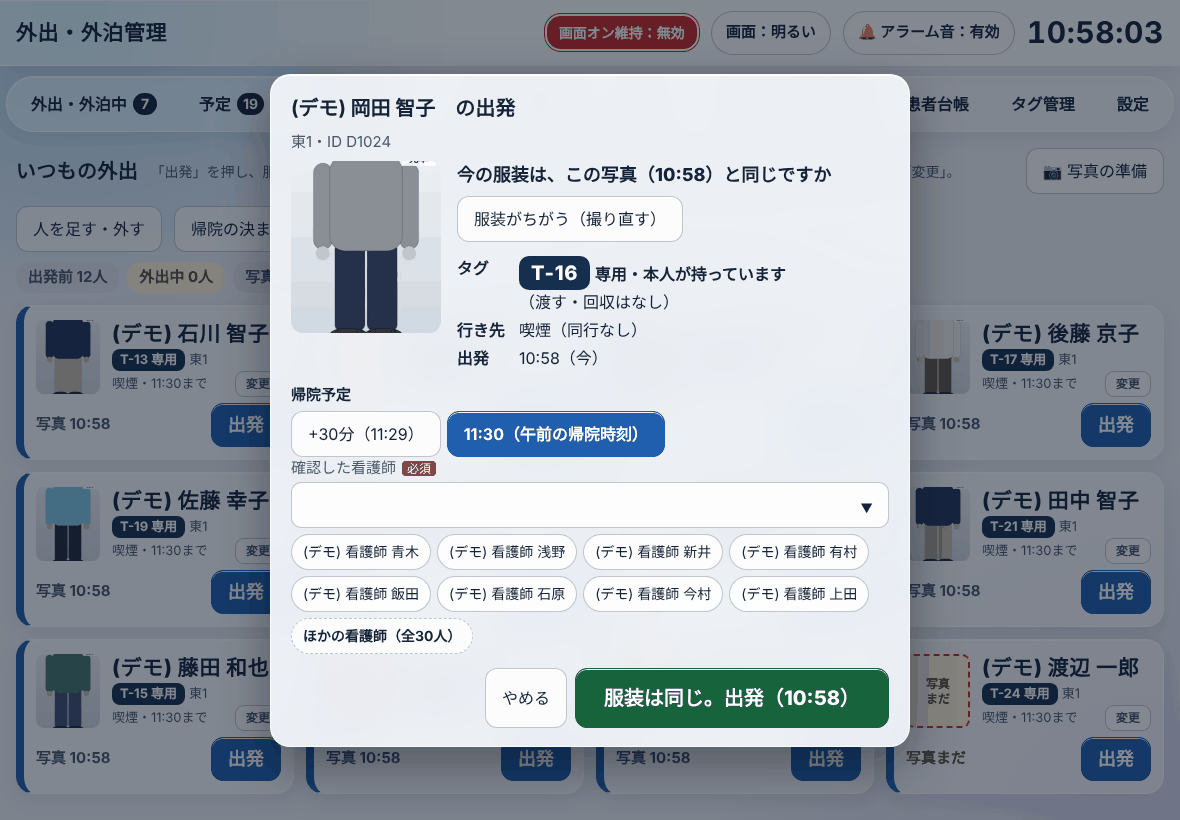 外出・外泊管理
画面オン維持：無効
画面：明るい
🔔 アラーム音：有効
10:58:03
外出・外泊中 7
予定 19
患者台帳
タグ管理
設定
いつもの外出
「出発」を押し、
変更」。
📷 写真の準備
人を足す・外す
帰院の決ま
出発前 12人
外出中 0人
写真
(デモ) 石川 智子
T-13 専用 東1
喫煙・11:30まで
変更
写真 10:58
出発
(デモ) 佐藤 幸子
T-19 専用 東1
喫煙・11:30まで
変更
写真 10:58
出発
(デモ) 藤田 和也
T-15 専用 東1
喫煙・11:30まで
変更
写真 10:58
出発
(デモ) 岡田 智子 の出発
東1・ID D1024
今の服装は、この写真（10:58）と同じですか
服装がちがう（撮り直す）
タグ
T-16 専用・本人が持っています
（渡す・回収はなし）
行き先 喫煙（同行なし）
出発 10:58（今）
帰院予定
+30分（11:29）
11:30（午前の帰院時刻）
確認した看護師 必須
▼
(デモ) 看護師 青木
(デモ) 看護師 浅野
(デモ) 看護師 新井
(デモ) 看護師 有村
(デモ) 看護師 飯田
(デモ) 看護師 石原
(デモ) 看護師 今村
(デモ) 看護師 上田
ほかの看護師（全30人）
やめる
服装は同じ。出発（10:58）
写真 10:58
出発
写真 10:58
出発
(デモ) 後藤 京子
T-17 専用 東1
喫煙・11:30まで
変更
写真 10:58
出発
(デモ) 田中 智子
T-21 専用 東1
喫煙・11:30まで
変更
写真 10:58
出発
写真
まだ
(デモ) 渡辺 一郎
T-24 専用 東1
喫煙・11:30まで
変更
写真まだ
出発